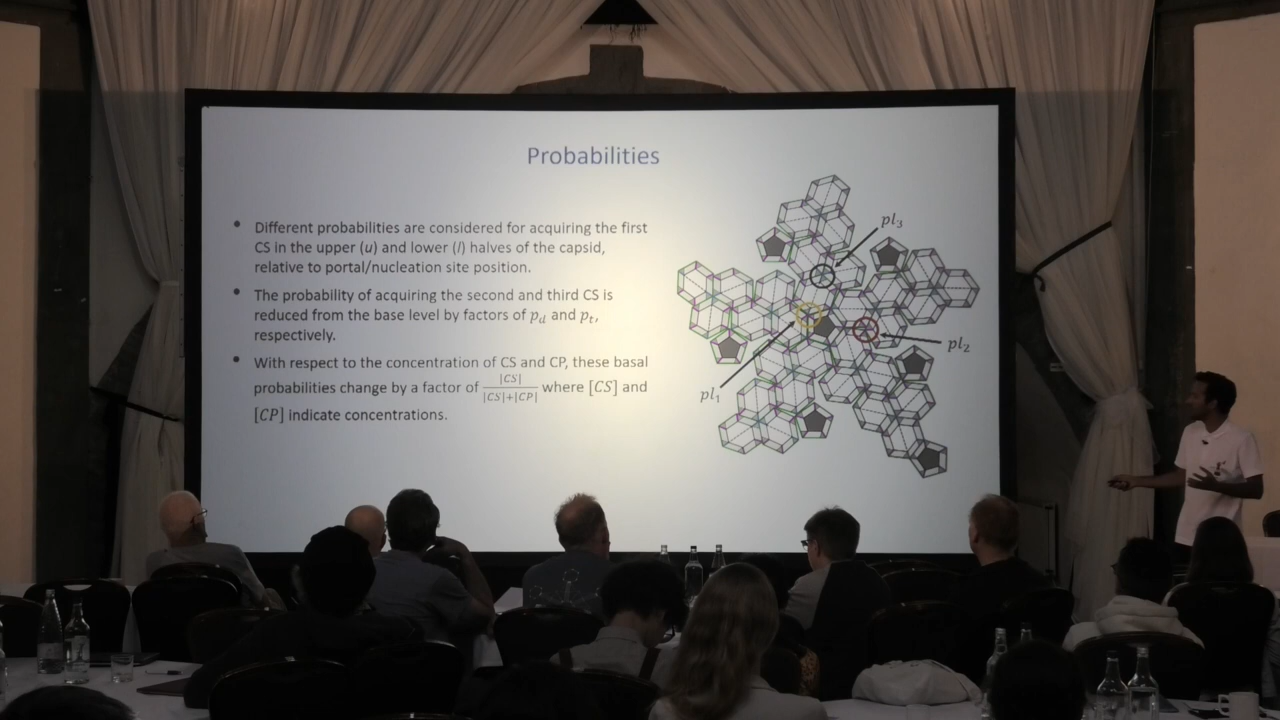 Probabilities
• Different probabilities are considered for acquiring the first
CS in the upper (u) and lower (l) halves of the capsid,
relative to portal/nucleation site position.
• The probability of acquiring the second and third CS is
reduced from the base level by factors of p_d and p_t,
respectively.
• With respect to the concentration of CS and CP, these basal
probabilities change by a factor of |CS|/(|CS|+|CP|) where [CS] and
[CP] indicate concentrations.
pl₃
pl₂
pl₁